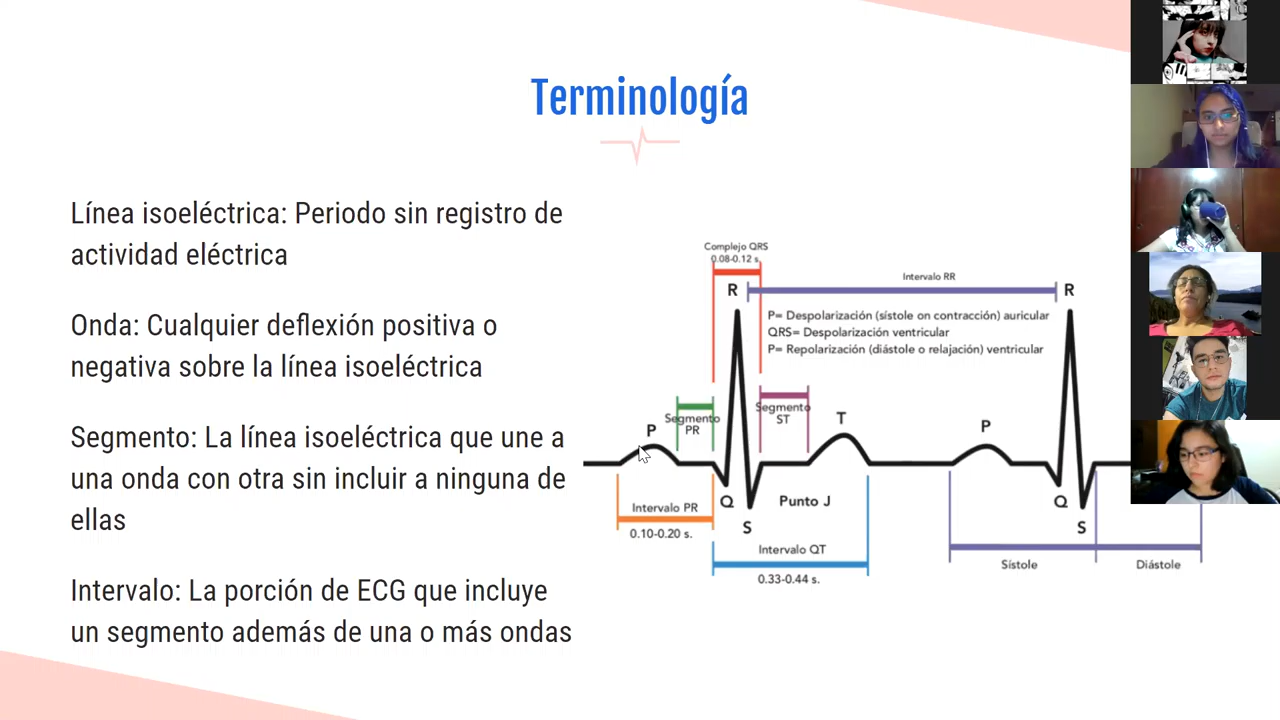 Terminología
Línea isoeléctrica: Periodo sin registro de
actividad eléctrica
Onda: Cualquier deflexión positiva o
negativa sobre la línea isoeléctrica
Segmento: La línea isoeléctrica que une a
una onda con otra sin incluir a ninguna de
ellas
Intervalo: La porción de ECG que incluye
un segmento además de una o más ondas
Complejo QRS
0.08-0.12 s.
Intervalo RR
R
R
P= Despolarización (sístole on contracción) auricular
QRS= Despolarización ventricular
P= Repolarización (diástole o relajación) ventricular
Segmento
PR
Segmento
ST
P
T
P
Q
S
Punto J
Q
S
Intervalo PR
0.10-0.20 s.
Intervalo QT
0.33-0.44 s.
Sístole
Diástole